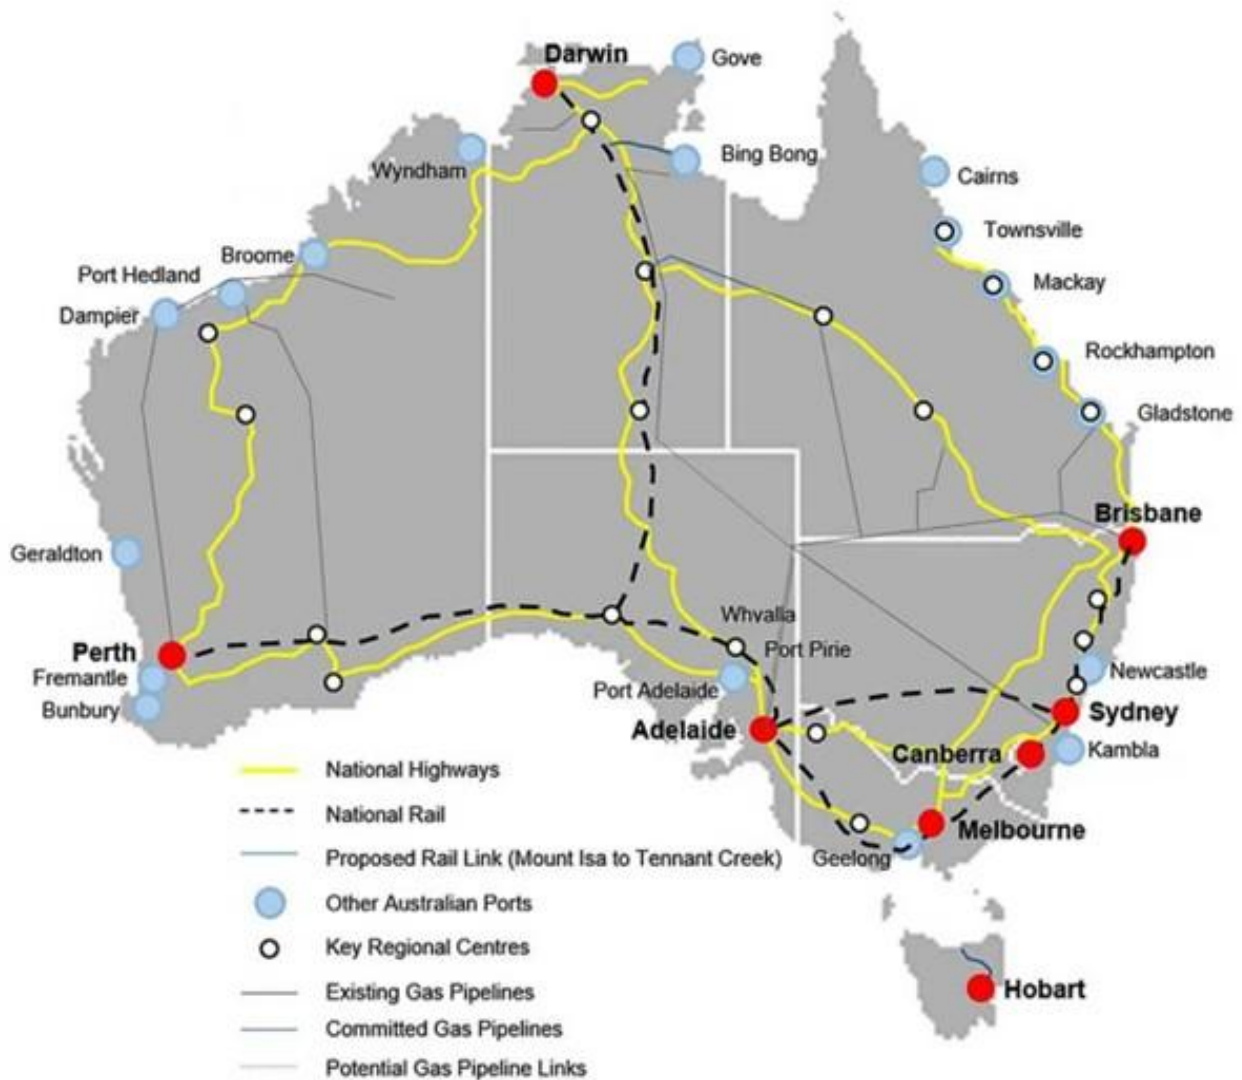 Darwin
Gove
Wyndham
Bing Bong
Cairns
Townsville
Broome
Port Hedland
Mackay
Dampier
Rockhampton
Gladstone
Brisbane
Geraldton
Whvalla
Perth
Port Pirie
Fremantle
Newcastle
Port Adelaide
Bunbury
Sydney
Adelaide
Canberra
Kambla
Melbourne
Geelong
Hobart
National Highways
National Rail
Proposed Rail Link (Mount Isa to Tennant Creek)
Other Australian Ports
Key Regional Centres
Existing Gas Pipelines
Committed Gas Pipelines
Potential Gas Pipeline Links